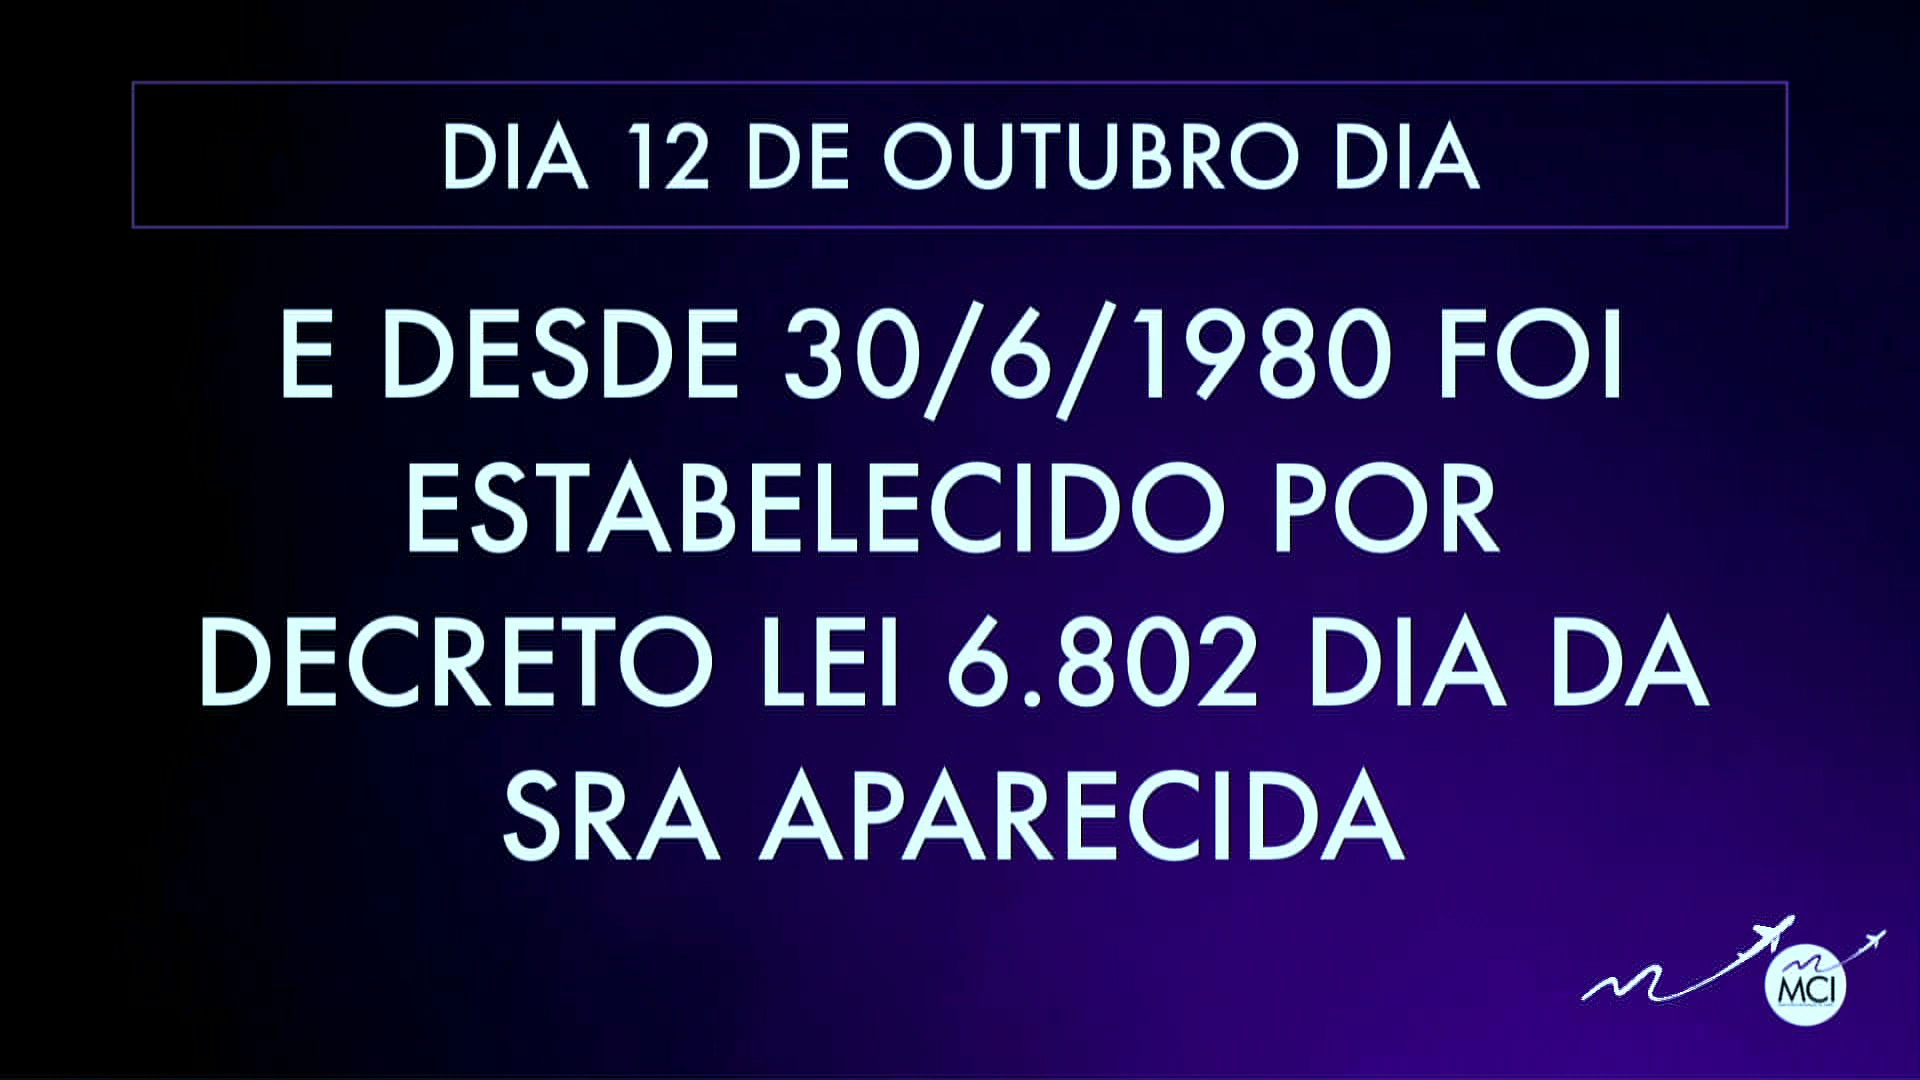 DIA 12 DE OUTUBRO DIA
E DESDE 30/6/1980 FOI
ESTABELECIDO POR
DECRETO LEI 6.802 DIA DA
SRA APARECIDA
MCI